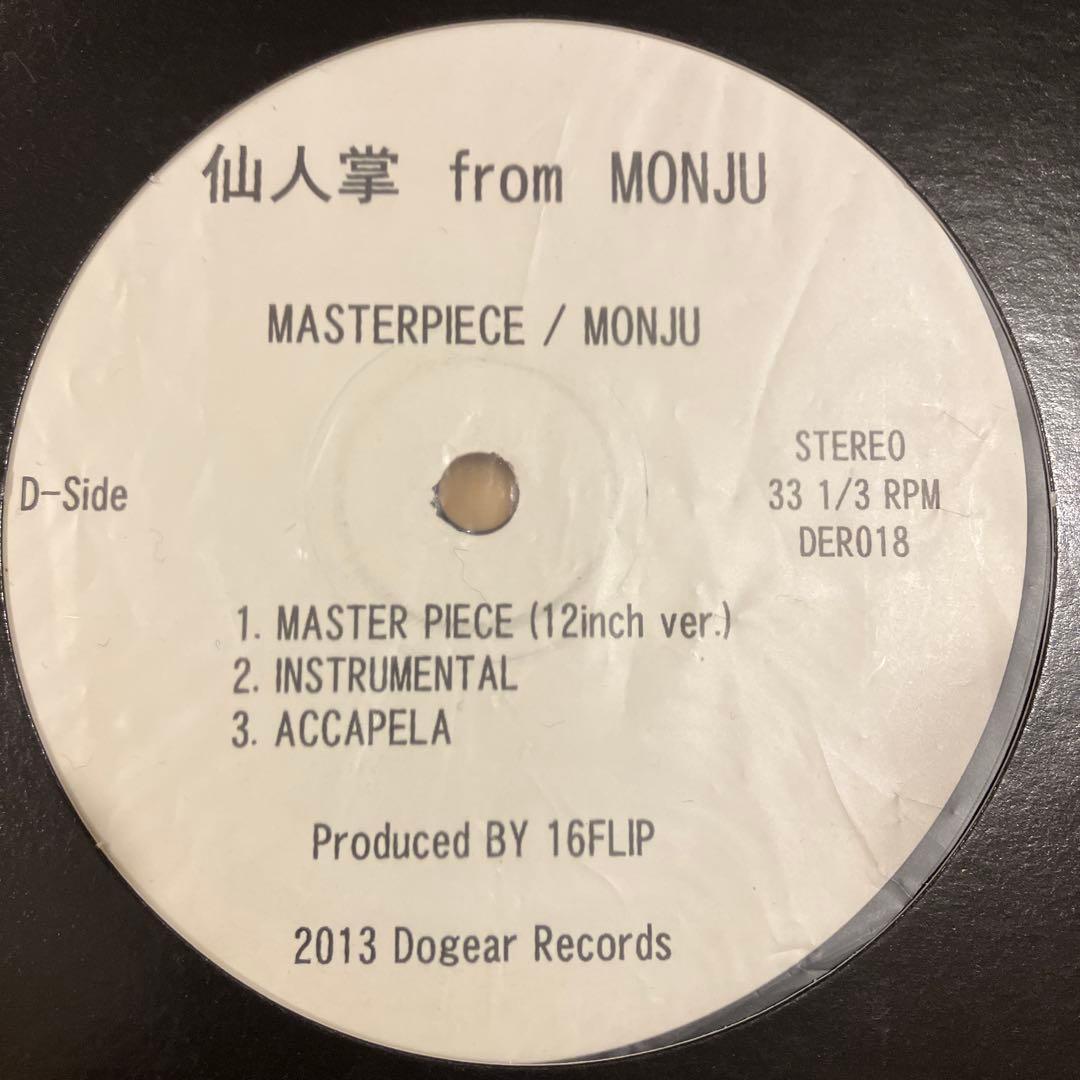 仙人掌 from MONJU
MASTERPIECE / MONJU
D-Side
STEREO
33 1/3 RPM
DER018
1. MASTER PIECE (12inch ver.)
2. INSTRUMENTAL
3. ACCAPELA
Produced BY 16FLIP
2013 Dogear Records